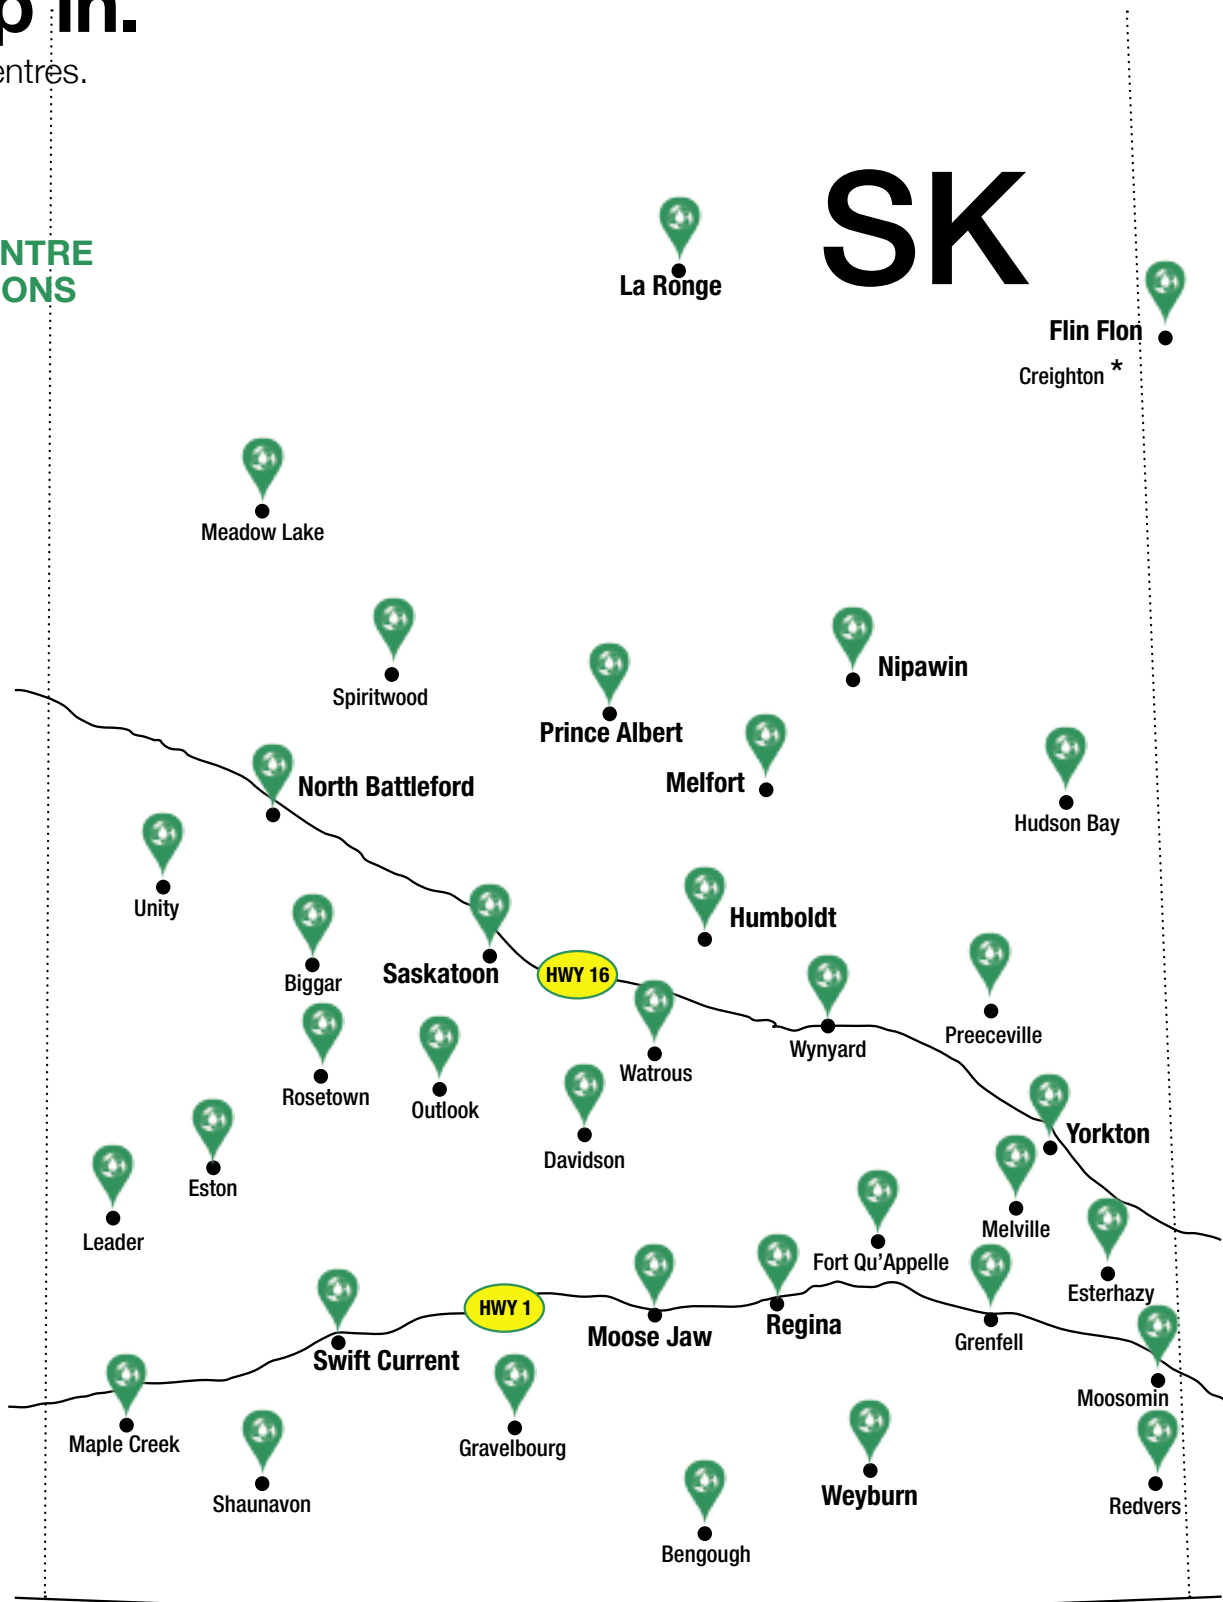 p in.
entres.
NTRE
ONS
SK
La Ronge
Flin Flon
Creighton *
Meadow Lake
Spiritwood
Nipawin
Prince Albert
Melfort
North Battleford
Hudson Bay
Unity
Humboldt
Biggar
Saskatoon
HWY 16
Wynyard
Preeceville
Watrous
Rosetown
Outlook
Yorkton
Davidson
Eston
Melville
Leader
Fort Qu’Appelle
Esterhazy
HWY 1
Moose Jaw
Regina
Grenfell
Swift Current
Moosomin
Maple Creek
Gravelbourg
Shaunavon
Weyburn
Redvers
Bengough